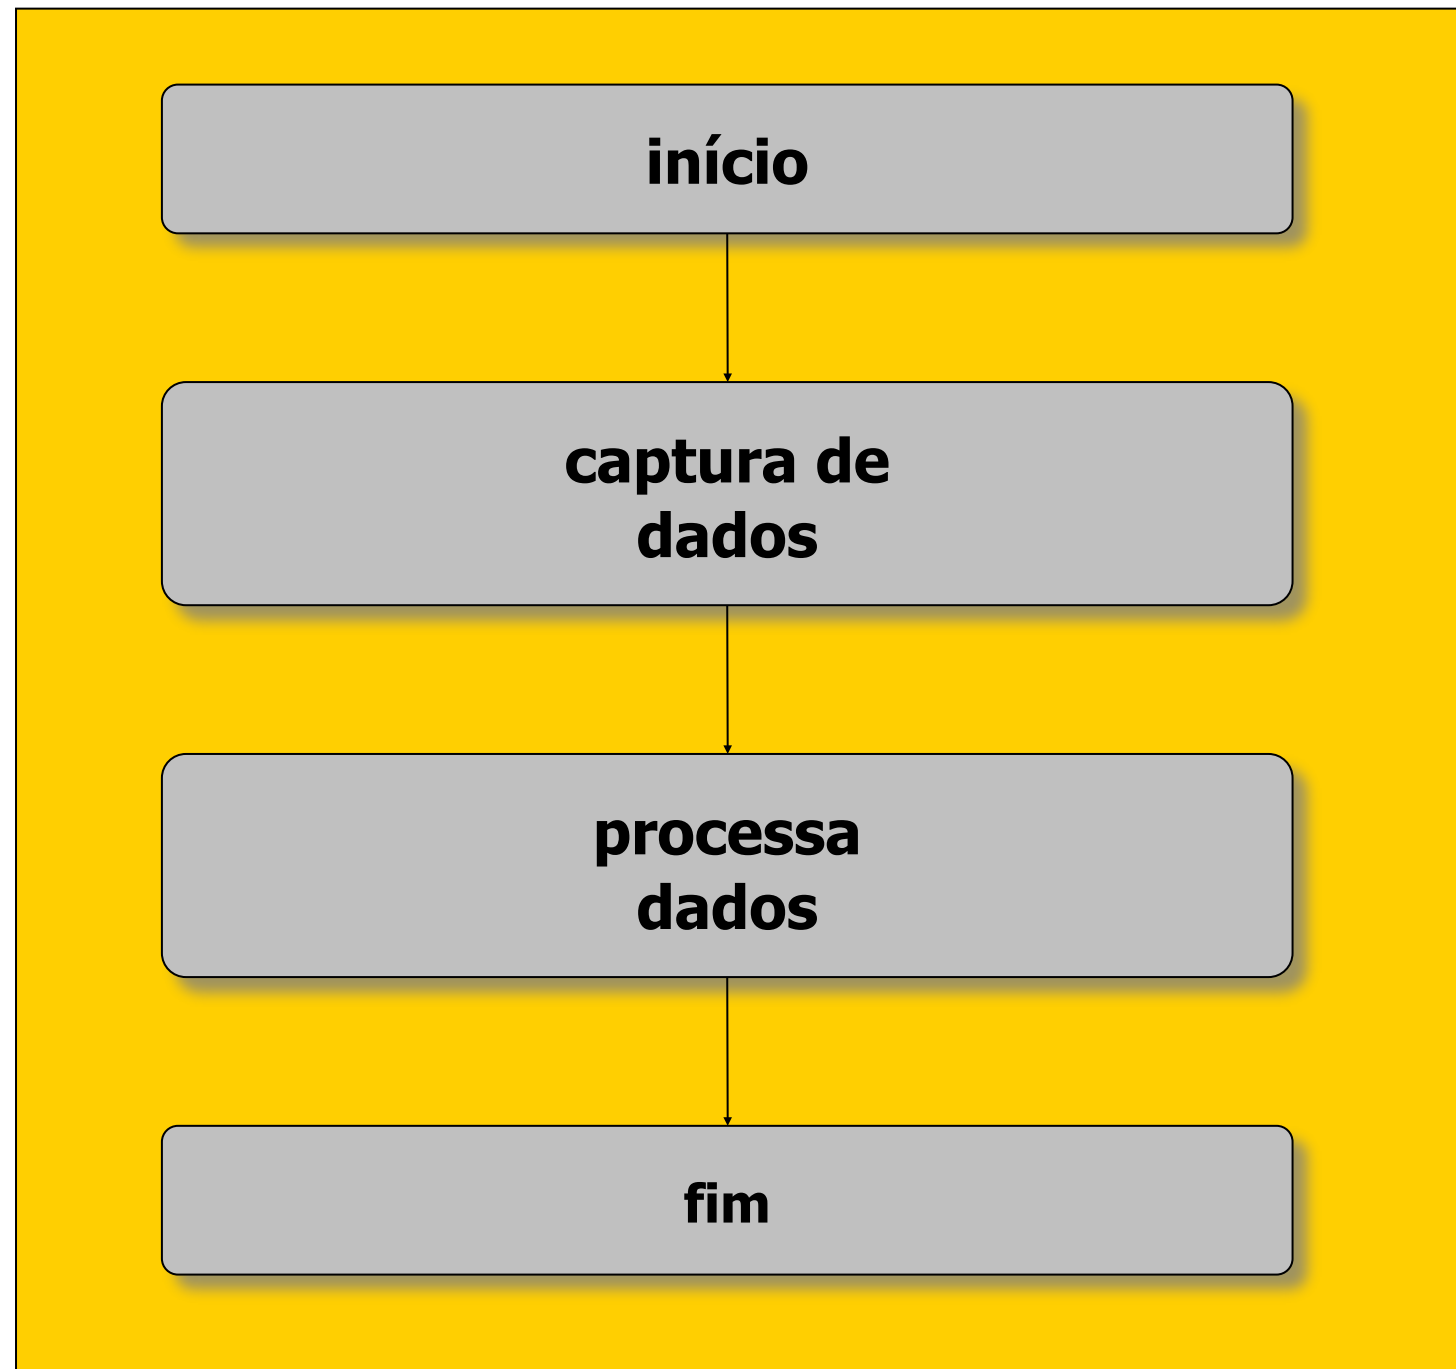 início
captura de
dados
processa
dados
fim